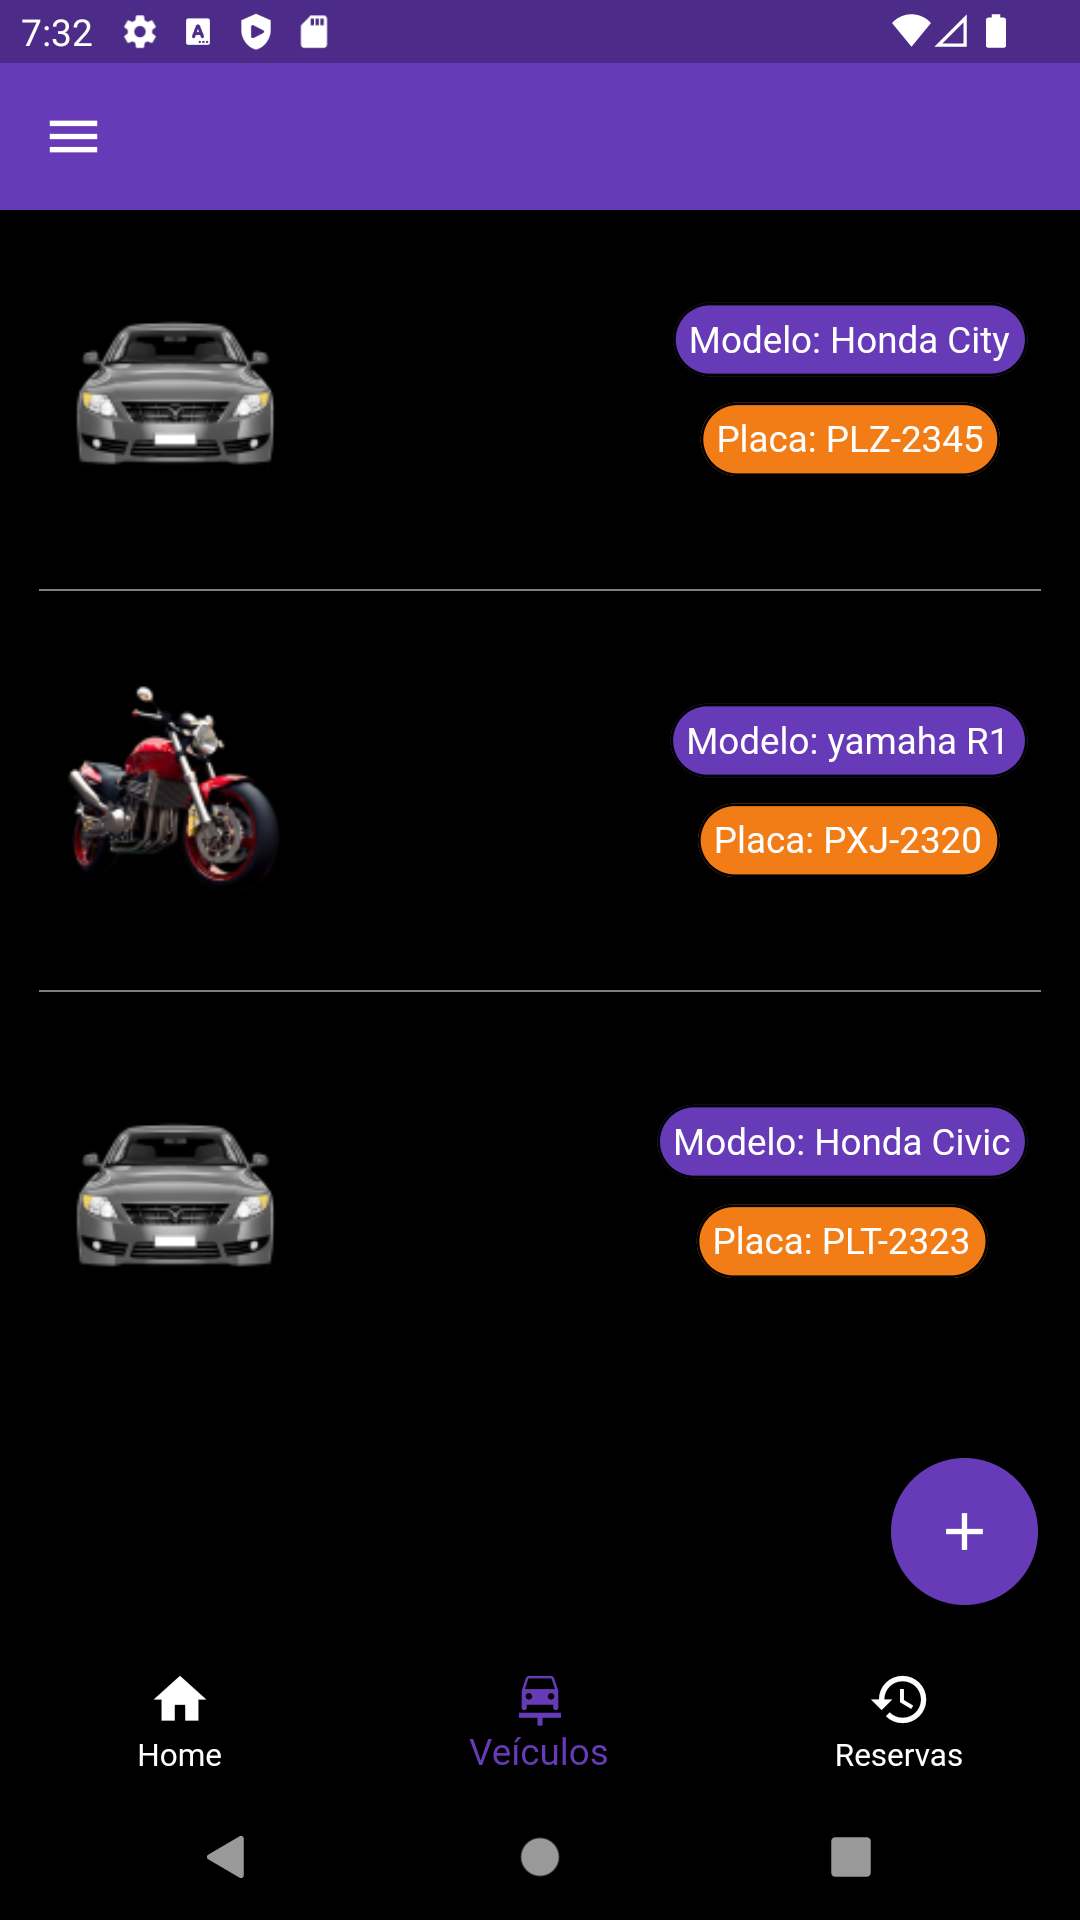 7:32
Modelo: Honda City
Placa: PLZ-2345
Modelo: yamaha R1
Placa: PXJ-2320
Modelo: Honda Civic
Placa: PLT-2323
Home
Veículos
Reservas